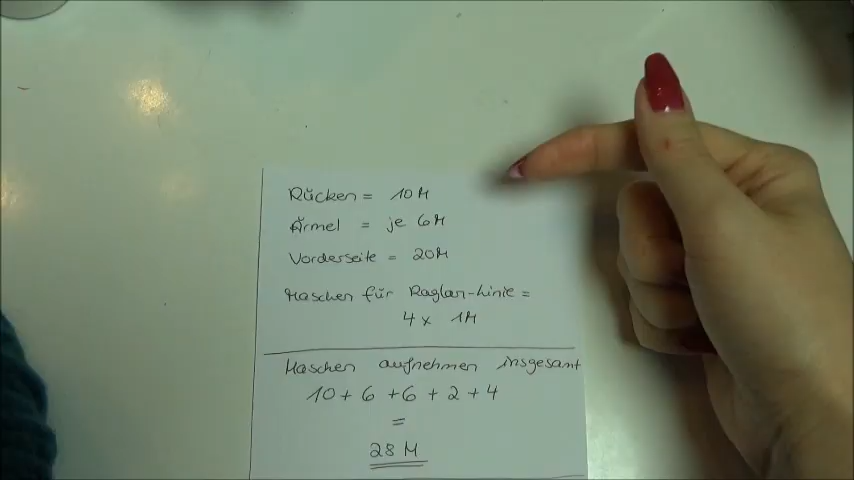 Rücken = 10 M
Ärmel = je 6 M
Vorderseite = 20 M
Maschen für Raglan-Linie =
4 x 1M
Maschen aufnehmen insgesamt
10 + 6 + 6 + 2 + 4
=
28 M